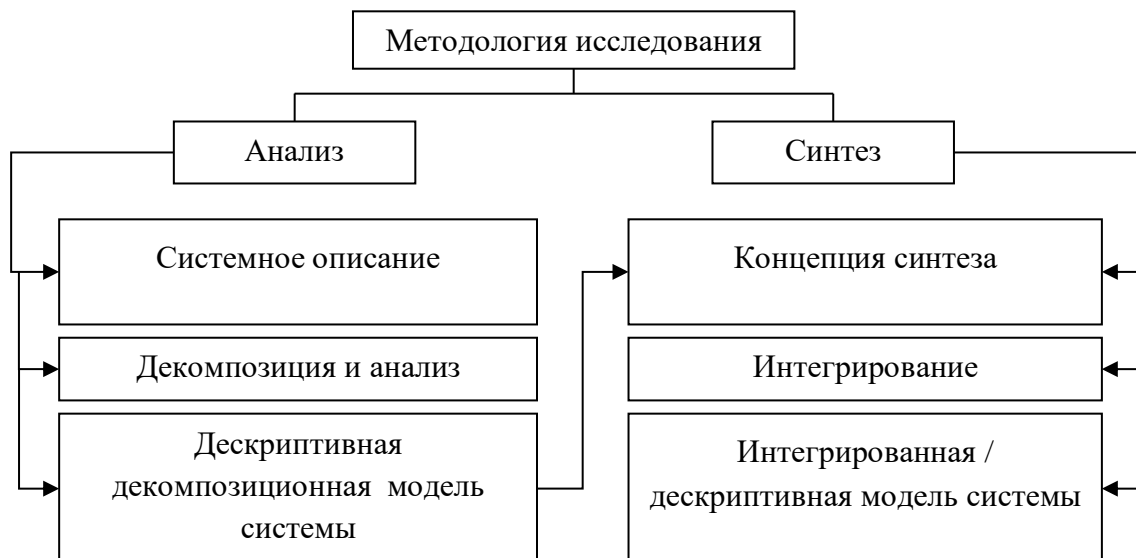 Методология исследования
Анализ
Синтез
Системное описание
Концепция синтеза
Декомпозиция и анализ
Интегрирование
Дескриптивная
декомпозиционная модель
системы
Интегрированная /
дескриптивная модель системы